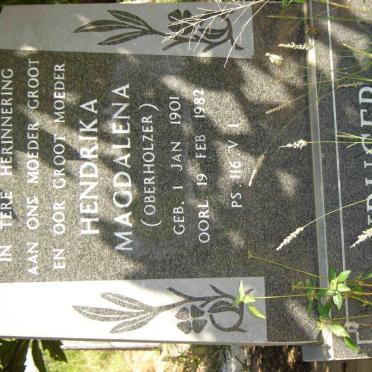 IN TERE HERINNERING
AAN ONS MOEDER GROOT
EN OOR GROOT MOEDER
HENDRIKA
MAGDALENA
(OBERHOLZER)
GEB. 1 JAN 1901
OORL 19 FEB 1982
PS. 116 V 1